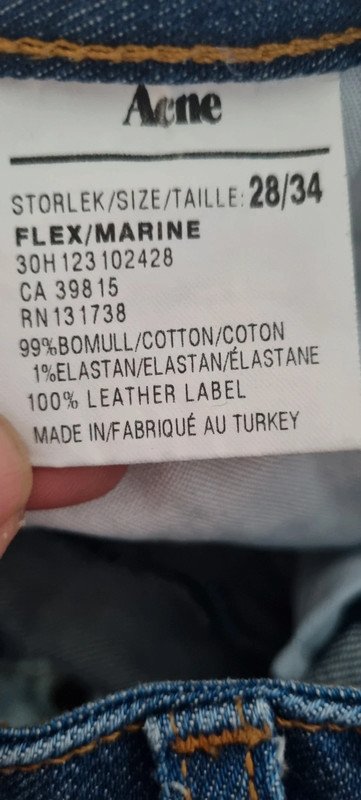 Acne
STORLEK/SIZE/TAILLE: 28/34
FLEX/MARINE
30H123102428
CA 39815
RN131738
99%BOMULL/COTTON/COTON
1%ELASTAN/ELASTAN/ÉLASTANE
100% LEATHER LABEL
MADE IN/FABRIQUÉ AU TURKEY